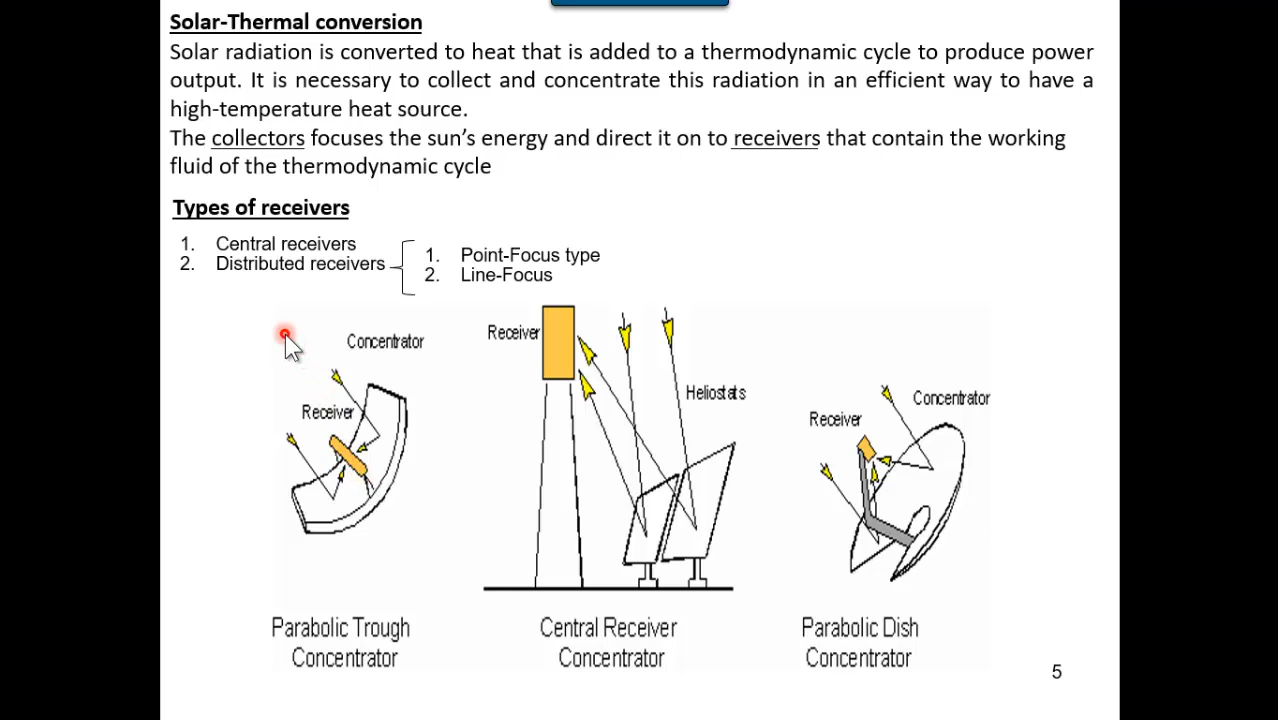 Solar-Thermal conversion
Solar radiation is converted to heat that is added to a thermodynamic cycle to produce power
output. It is necessary to collect and concentrate this radiation in an efficient way to have a
high-temperature heat source.
The collectors focuses the sun's energy and direct it on to receivers that contain the working
fluid of the thermodynamic cycle
Types of receivers
1. Central receivers
2. Distributed receivers
1. Point-Focus type
2. Line-Focus
Concentrator
Receiver
Parabolic Trough
Concentrator
Receiver
Heliostats
Central Receiver
Concentrator
Concentrator
Receiver
Parabolic Dish
Concentrator
5